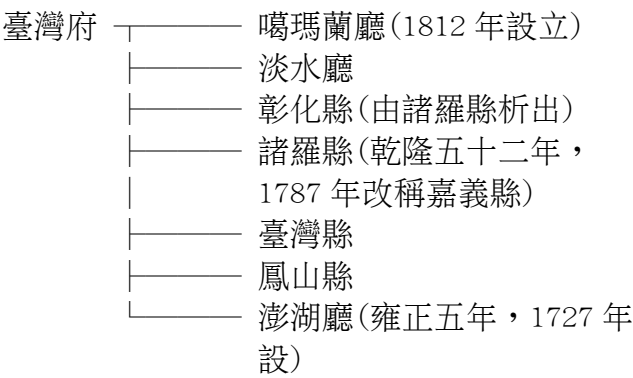 臺灣府 噶瑪蘭廳(1812 年設立)
淡水廳
彰化縣(由諸羅縣析出)
諸羅縣(乾隆五十二年，
1787 年改稱嘉義縣)
臺灣縣
鳳山縣
澎湖廳(雍正五年，1727 年
設)